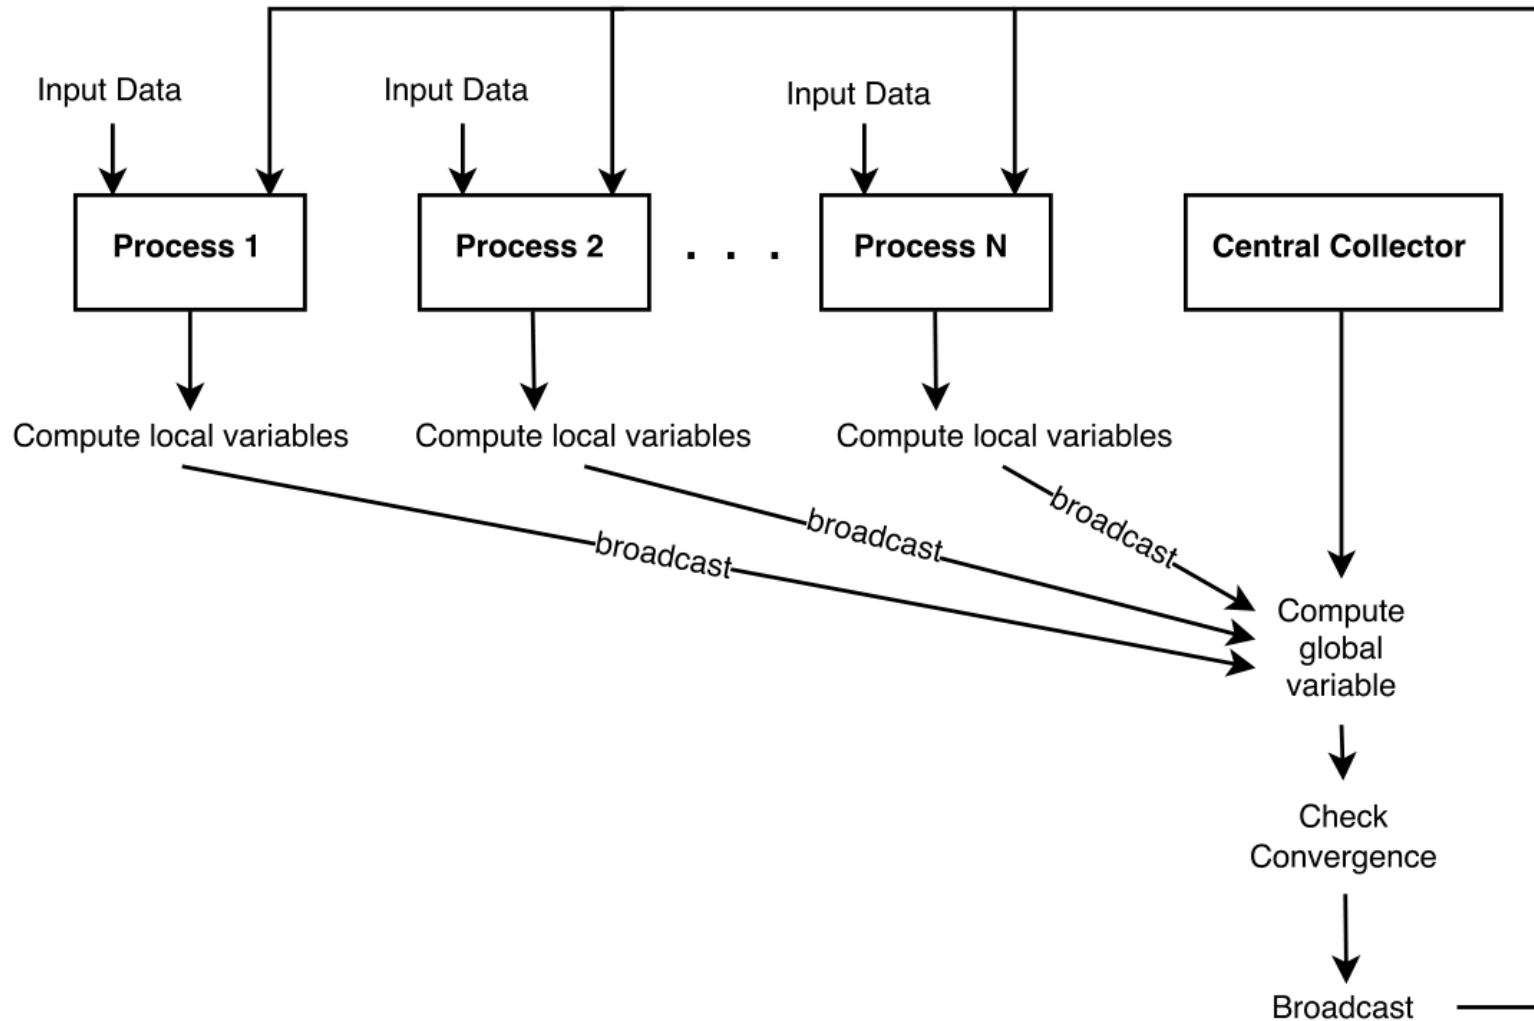 Input Data
Input Data
Input Data
Process 1
Process 2
. . .
Process N
Central Collector
Compute local variables
Compute local variables
Compute local variables
broadcast
broadcast
broadcast
Compute
global
variable
Check
Convergence
Broadcast